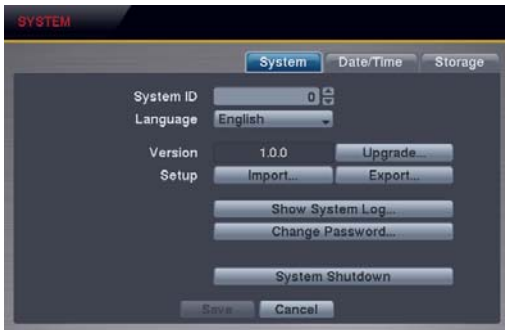 SYSTEM
System Date/Time Storage
System ID 0
Language English
Version 1.0.0 Upgrade...
Setup Import... Export...
Show System Log...
Change Password...
System Shutdown
Save Cancel